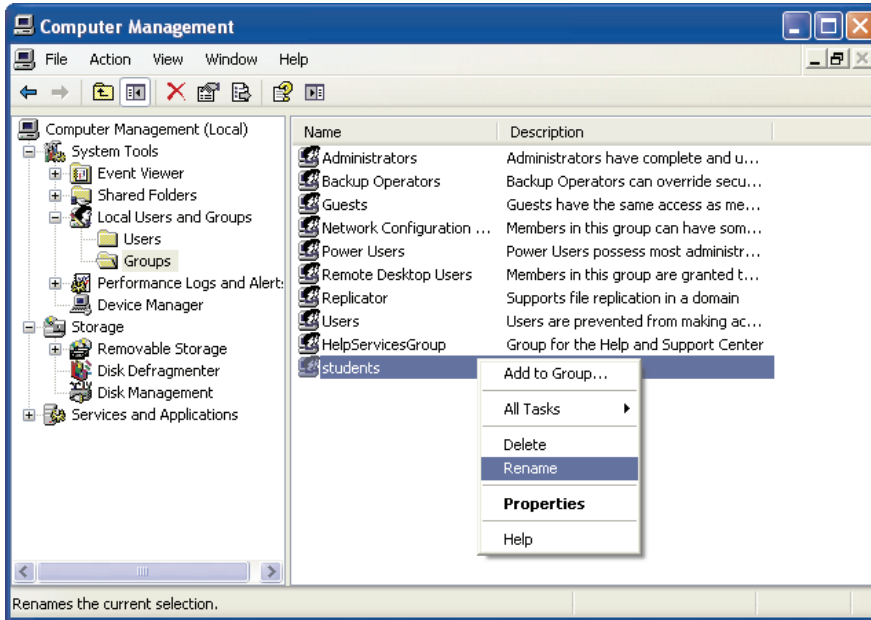 Computer Management
File Action View Window Help
Computer Management (Local)
System Tools
Event Viewer
Shared Folders
Local Users and Groups
Users
Groups
Performance Logs and Alert
Device Manager
Storage
Removable Storage
Disk Defragmenter
Disk Management
Services and Applications
Name Description
Administrators Administrators have complete and u...
Backup Operators Backup Operators can override secu...
Guests Guests have the same access as me...
Network Configuration ... Members in this group can have som...
Power Users Power Users possess most administr...
Remote Desktop Users Members in this group are granted t...
Replicator Supports file replication in a domain
Users Users are prevented from making ac...
HelpServicesGroup Group for the Help and Support Center
students
Add to Group...
All Tasks
Delete
Rename
Properties
Help
Renames the current selection.